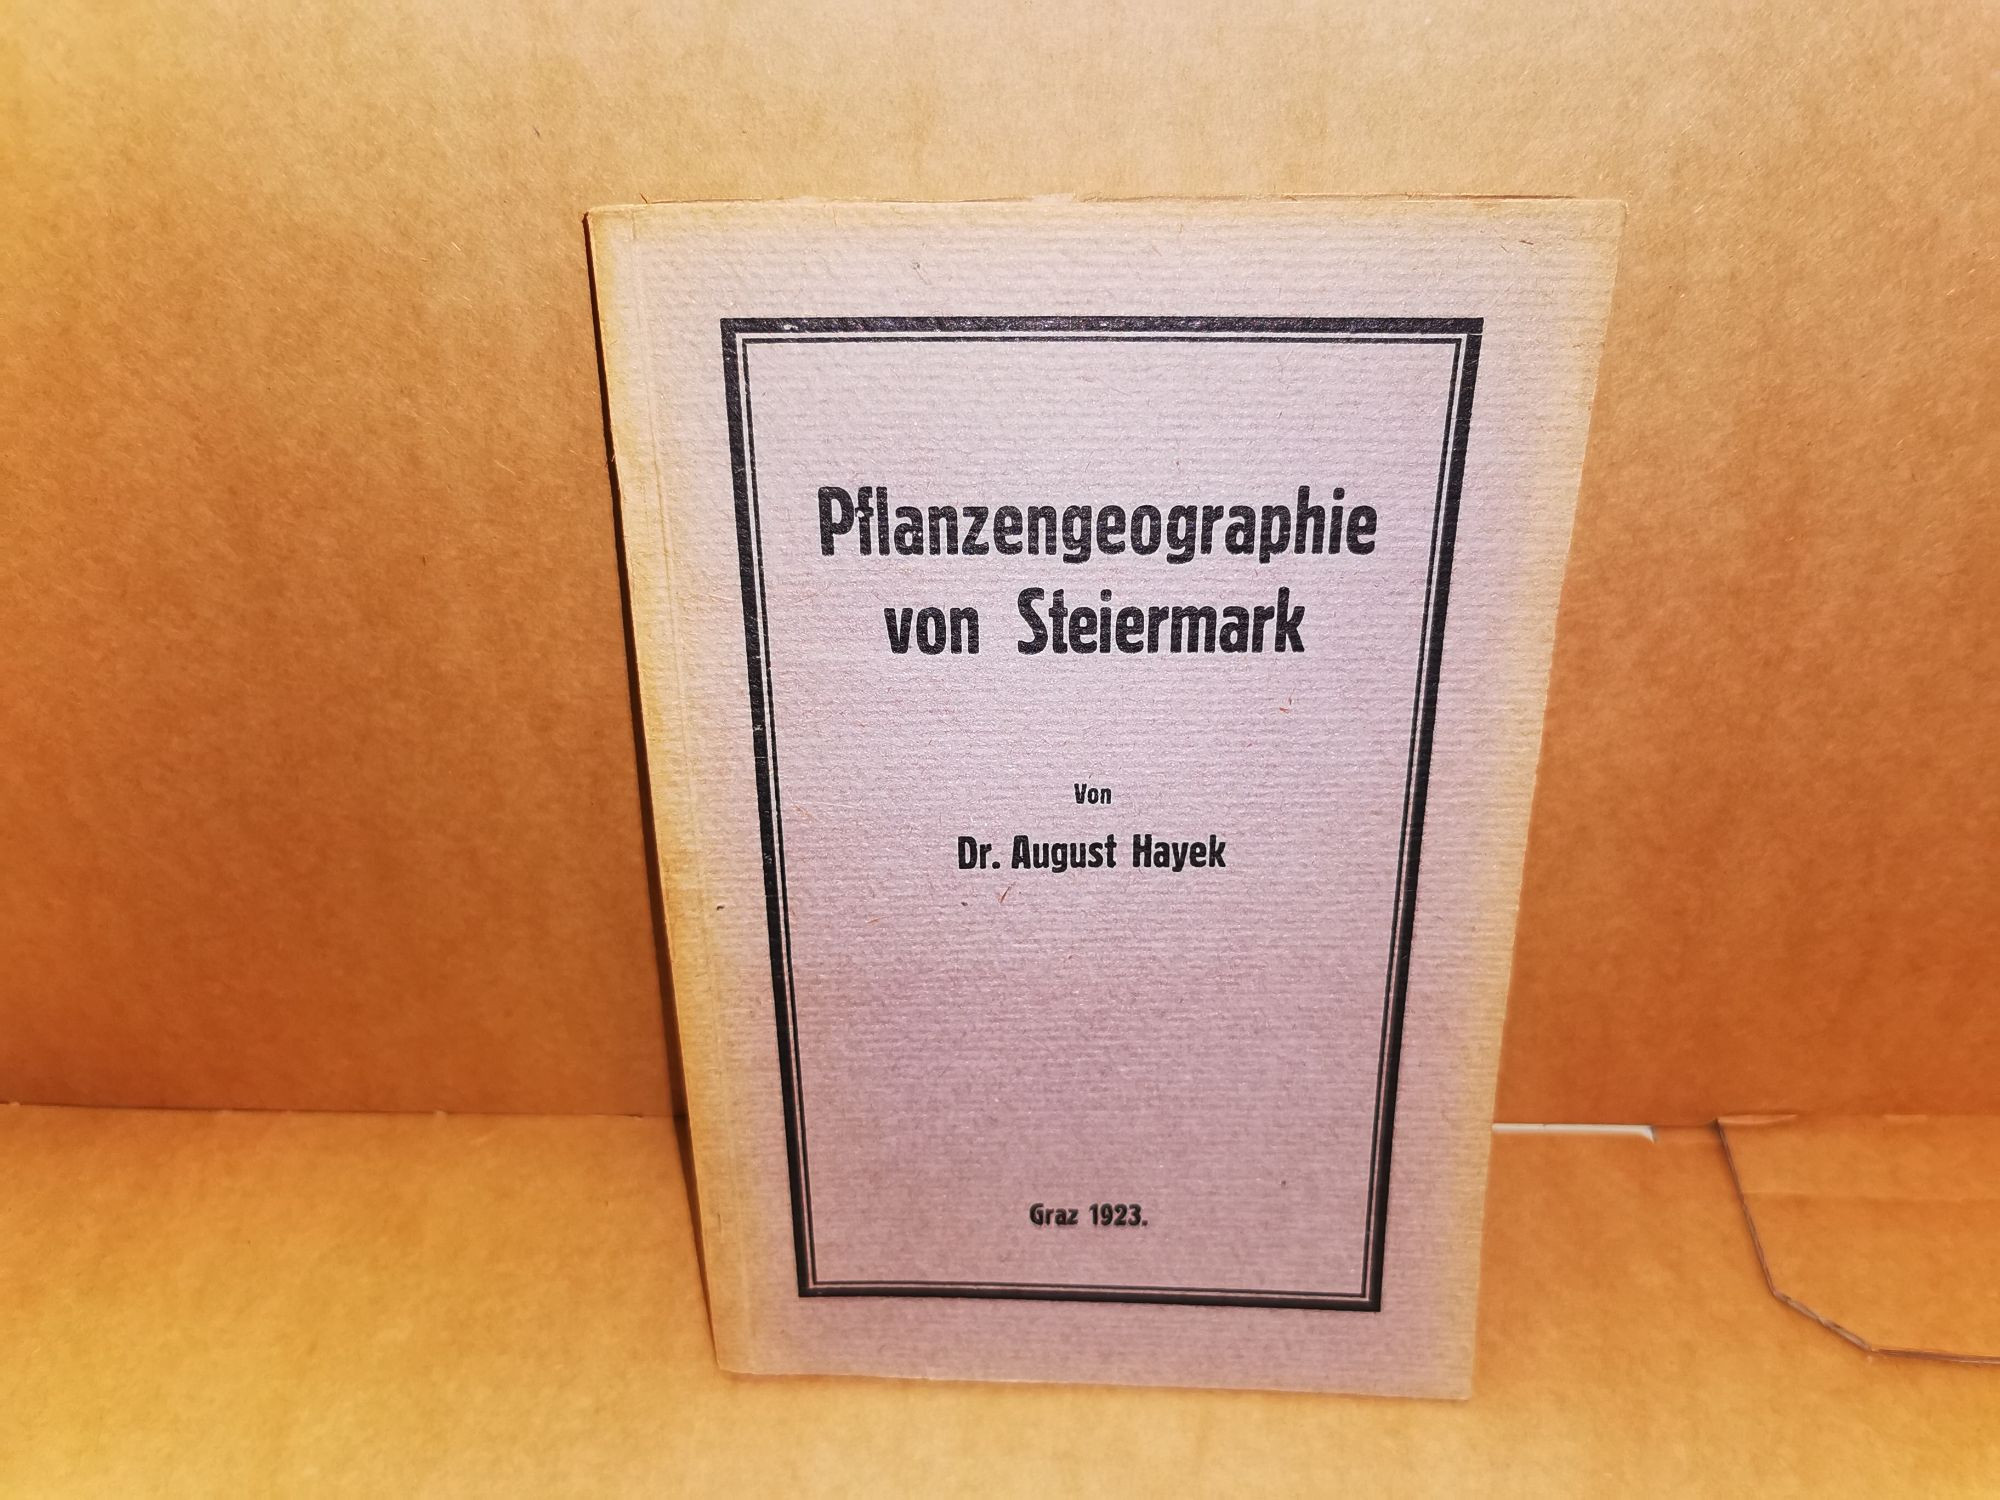 Pflanzengeographie
von Steiermark
Von
Dr. August Hayek
Graz 1923.